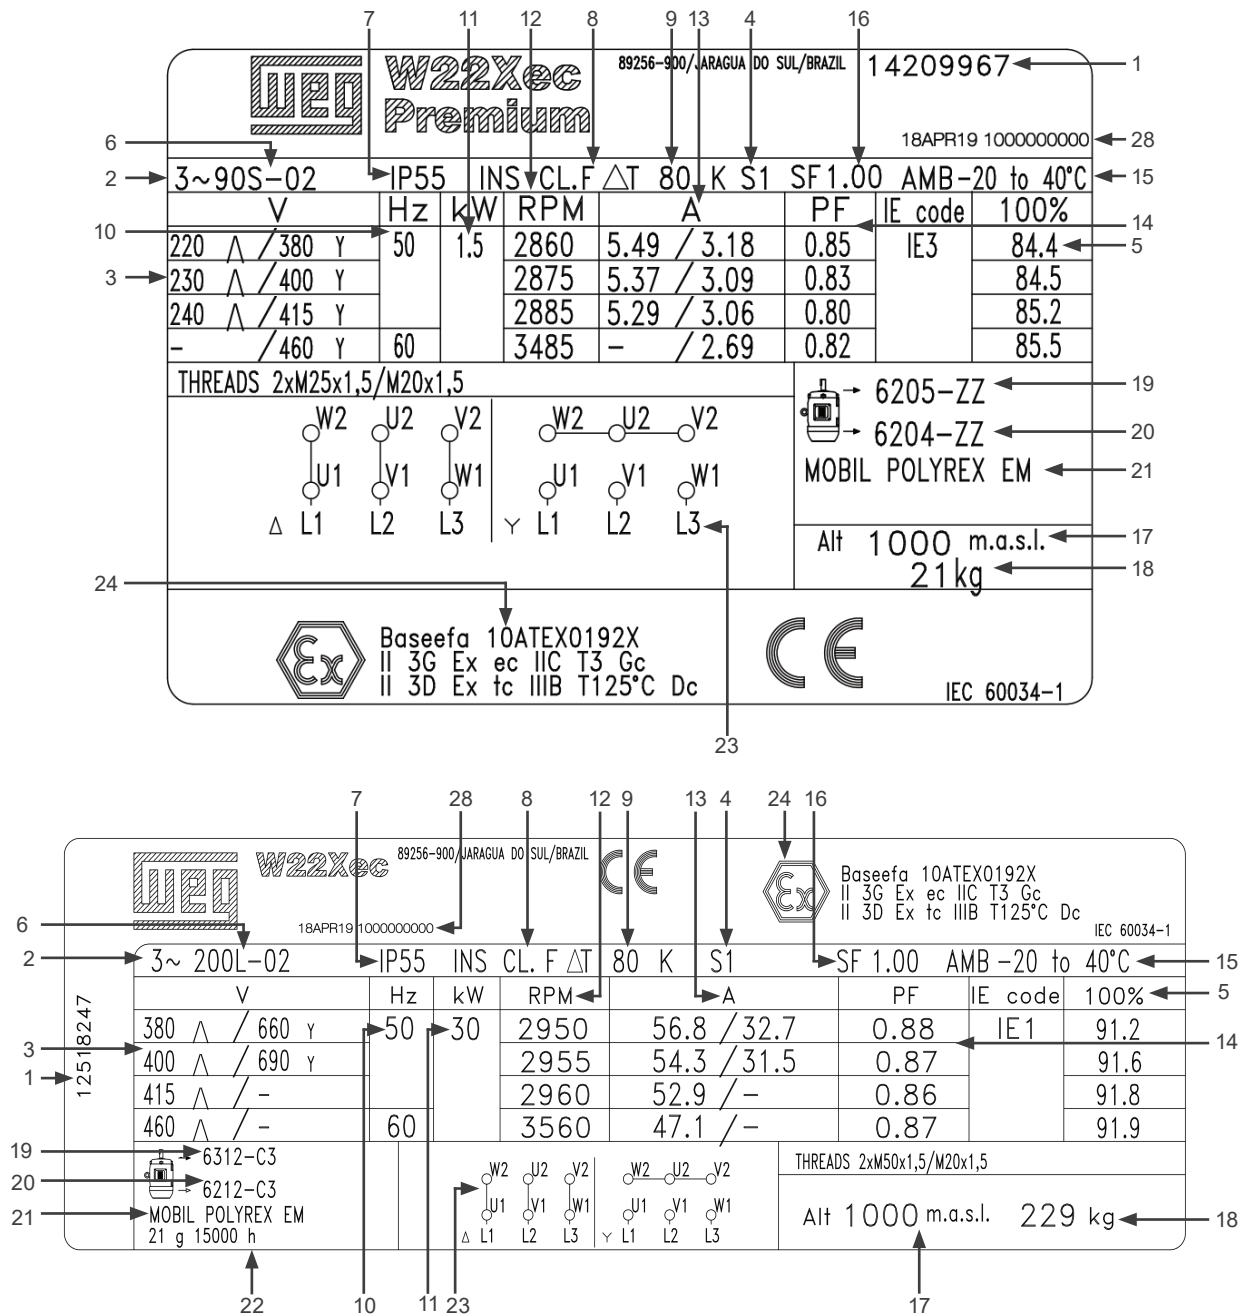 7 11 12 8 9 13 4 16
WEG W22Xec 89256-900/JARAGUA DO SUL/BRAZIL 14209967 1
Premium
6 18APR19 1000000000 28
2 3~90S-02 IP55 INS CL.F △T 80 K S1 SF 1.00 AMB -20 to 40°C 15
V Hz kW RPM A PF IE code 100%
10 14
220 /380 Y 50 1.5 2860 5.49 / 3.18 0.85 IE3 84.4 5
3 230 /400 Y 2875 5.37 / 3.09 0.83 84.5
240 /415 Y 2885 5.29 / 3.06 0.80 85.2
- /460 Y 60 3485 - /2.69 0.82 85.5
THREADS 2xM25x1,5/M20x1,5
6205-ZZ 19
W2 U2 V2 W2 U2 V2
6204-ZZ 20
MOBIL POLYREX EM 21
U1 V1 W1 U1 V1 W1
△ L1 L2 L3 Y L1 L2 L3
Alt 1000 m.a.s.l. 17
21kg 18
24
Baseefa 10ATEX0192X
Ex II 3G Ex ec IIC T3 Gc CE
II 3D Ex tc IIIB T125°C Dc
IEC 60034-1
23
7 28 8 12 9 13 4 24 16
WEG W22Xec 89256-900/JARAGUA DO SUL/BRAZIL CE Ex Baseefa 10ATEX0192X
II 3G Ex ec IIC T3 Gc
II 3D Ex tc IIIB T125°C Dc
6 18APR19 1000000000 IEC 60034-1
2 3~ 200L-02 IP55 INS CL. F △T 80 K S1 SF 1.00 AMB -20 to 40°C 15
V Hz kW RPM A PF IE code 100% 5
12518247
380 / 660 Y 50 30 2950 56.8 / 32.7 0.88 IE1 91.2
3 14
400 / 690 Y 2955 54.3 / 31.5 0.87 91.6
1
415 / - 2960 52.9 / - 0.86 91.8
460 / - 60 3560 47.1 / - 0.87 91.9
19 6312-C3
THREADS 2xM50x1,5/M20x1,5
W2 U2 V2 W2 U2 V2
20 6212-C3
21 MOBIL POLYREX EM
U1 V1 W1 U1 V1 W1
21 g 15000 h
△ L1 L2 L3 Y L1 L2 L3
Alt 1000 m.a.s.l. 229 kg 18
22 10 11 23 17